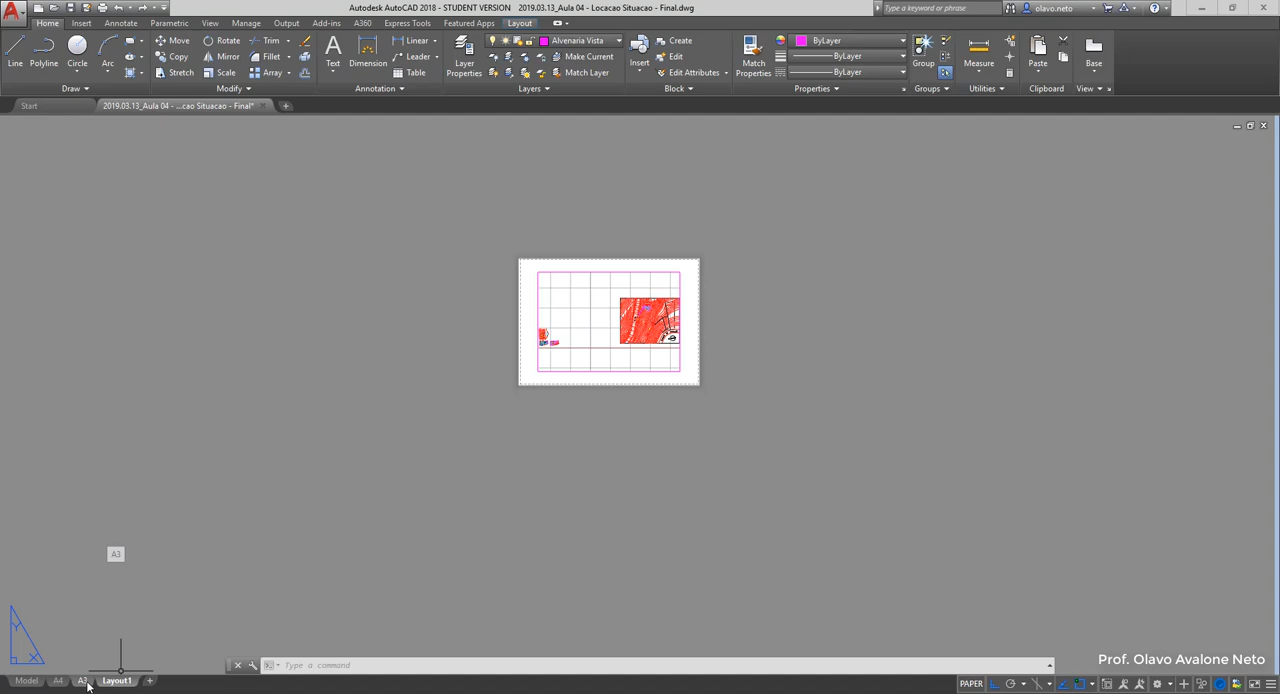 Autodesk AutoCAD 2018 - STUDENT VERSION 2019.03.13_Aula 04 - Locacao Situacao - Final.dwg
Type a keyword or phrase
olavo.neto
Home Insert Annotate Parametric View Manage Output Add-ins A360 Express Tools Featured Apps Layout
Line Polyline Circle Arc
Move Rotate Trim
Copy Mirror Fillet
Stretch Scale Array
Text Dimension
Linear
Leader
Table
Layer Properties
Alvenaria Vista
Make Current
Match Layer
Insert
Create
Edit
Edit Attributes
Match Properties
ByLayer
ByLayer
ByLayer
Group
Measure
Paste
Base
Draw Modify Annotation Layers Block Properties Groups Utilities Clipboard View
Start 2019.03.13_Aula 04 - ...cao Situacao - Final*
A3
Y
X
Type a command
Prof. Olavo Avalone Neto
Model A4 A3 Layout1
PAPER